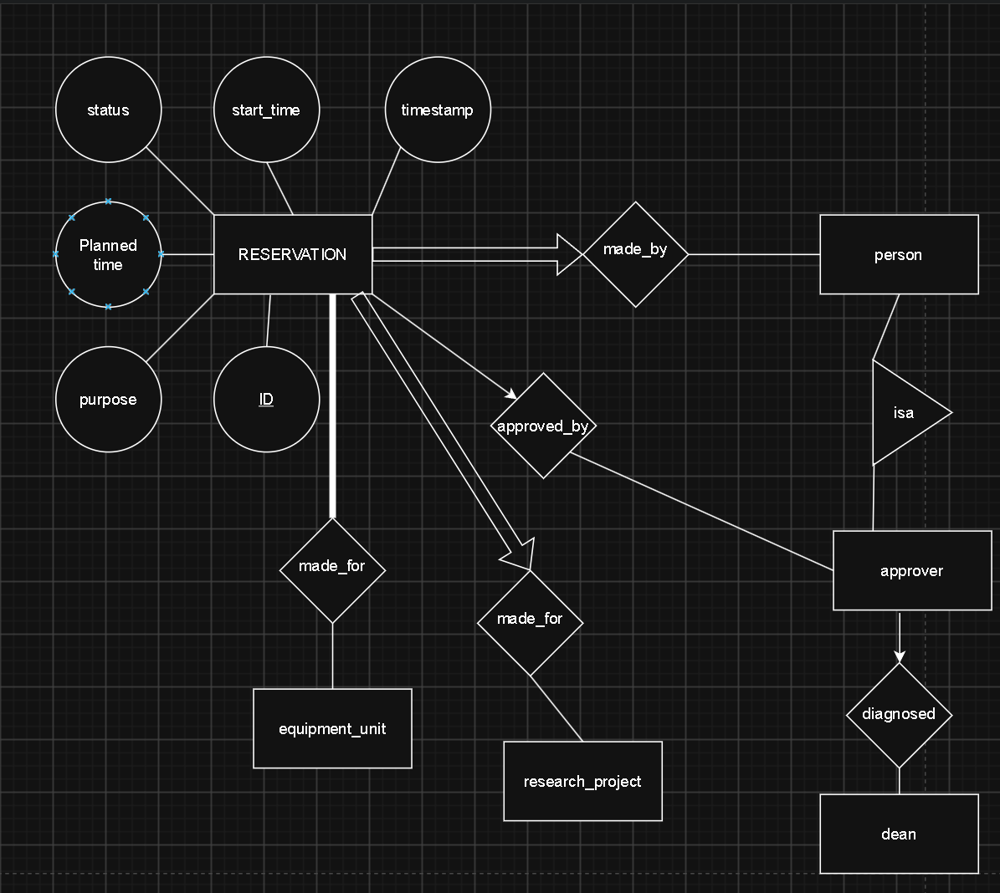 status
start_time
timestamp
Planned
time
RESERVATION
made_by
person
purpose
ID
approved_by
isa
made_for
made_for
approver
equipment_unit
research_project
diagnosed
dean